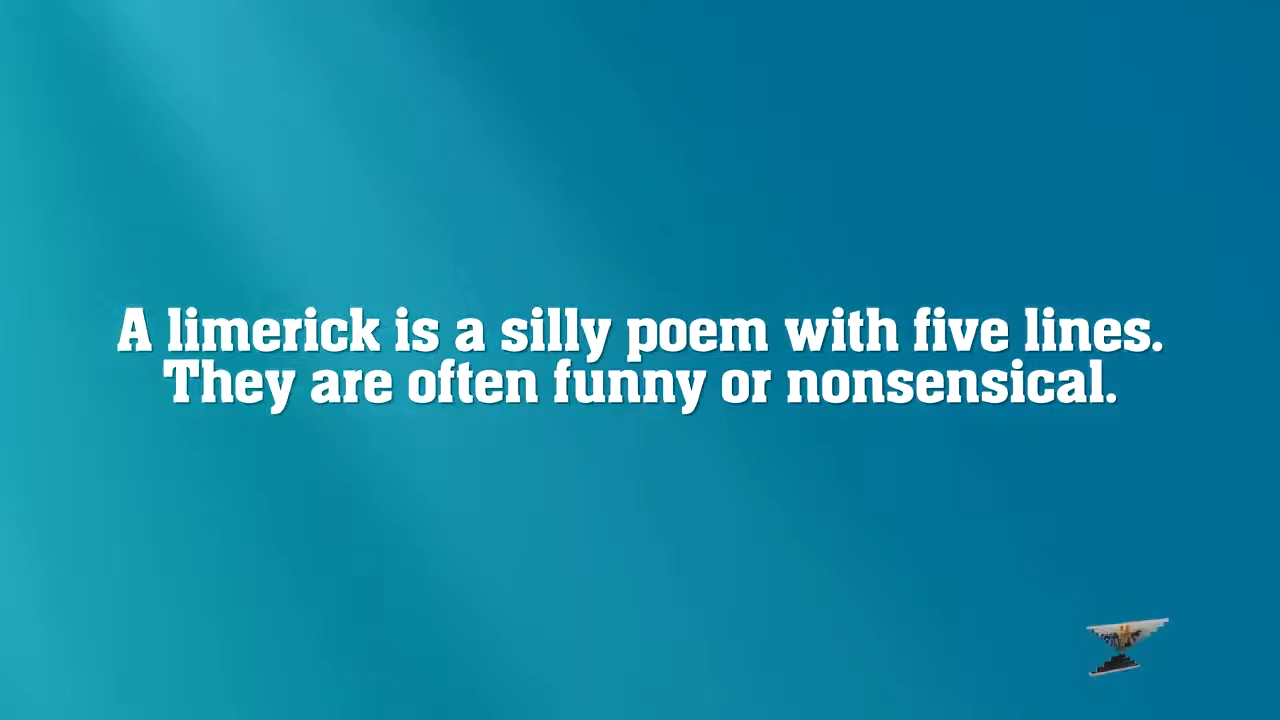 A limerick is a silly poem with five lines.
They are often funny or nonsensical.